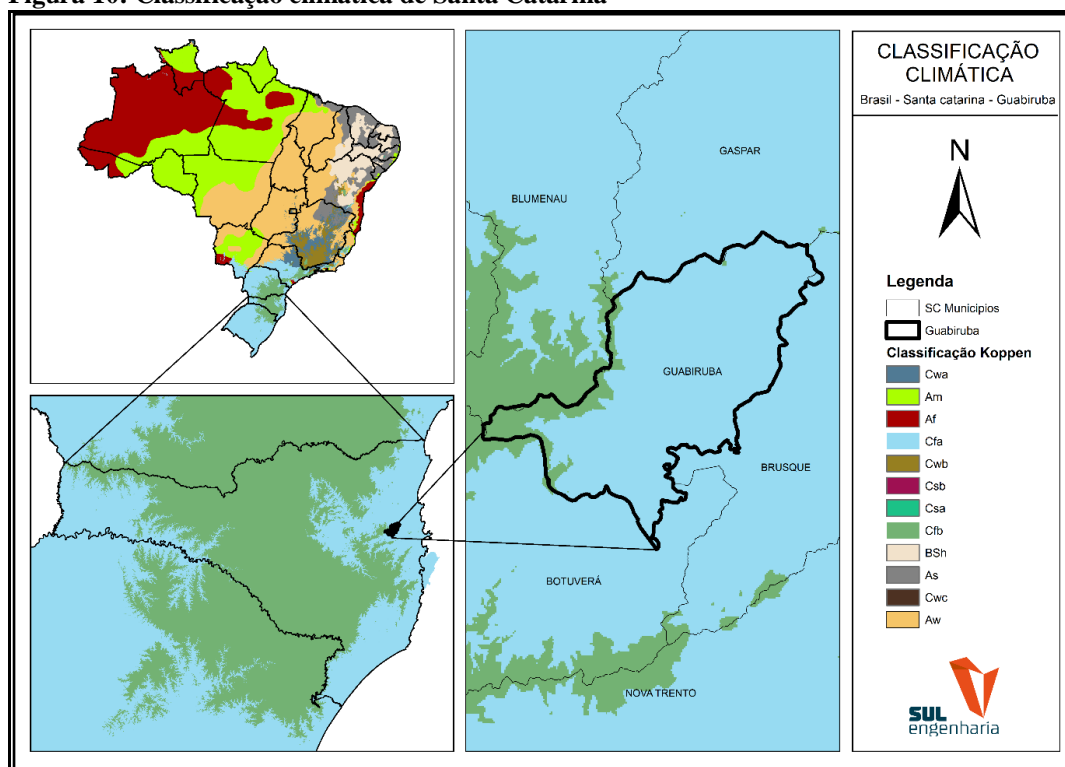 Figura 10: Classificação climática de Santa Catarina
CLASSIFICAÇÃO
CLIMÁTICA
Brasil - Santa catarina - Guabiruba
N
GASPAR
BLUMENAU
GUABIRUBA
BRUSQUE
BOTUVERÁ
NOVA TRENTO
Legenda
SC Municipios
Guabiruba
Classificação Koppen
Cwa
Am
Af
Cfa
Cwb
Csb
Csa
Cfb
BSh
As
Cwc
Aw
SUL
engenharia